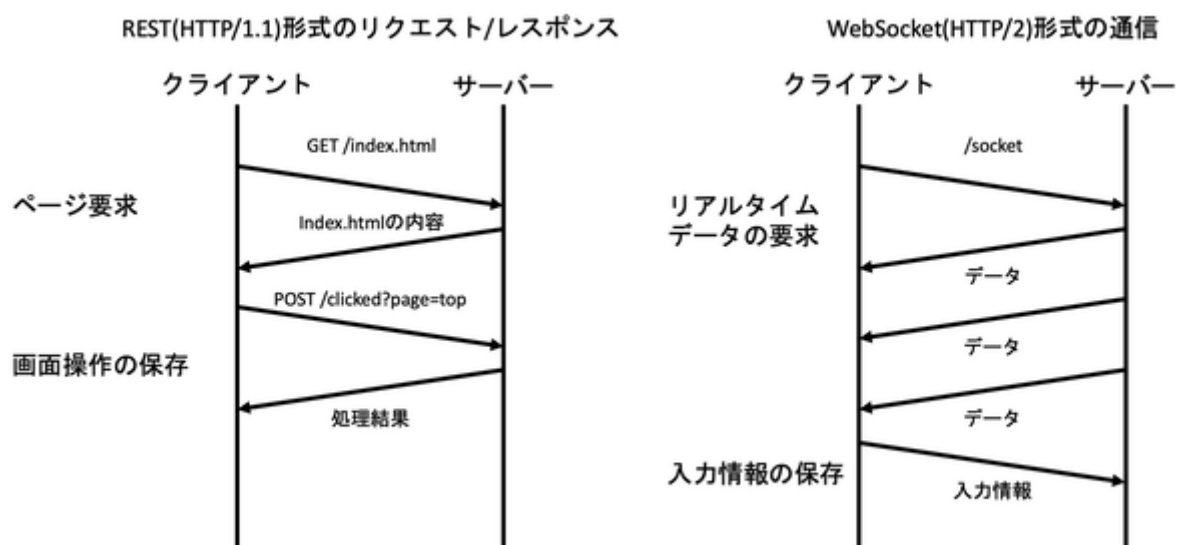 REST(HTTP/1.1)形式のリクエスト/レスポンス
クライアント
サーバー
GET /index.html
ページ要求
Index.htmlの内容
POST /clicked?page=top
画面操作の保存
処理結果
WebSocket(HTTP/2)形式の通信
クライアント
サーバー
/socket
リアルタイム
データの要求
データ
データ
データ
入力情報の保存
入力情報